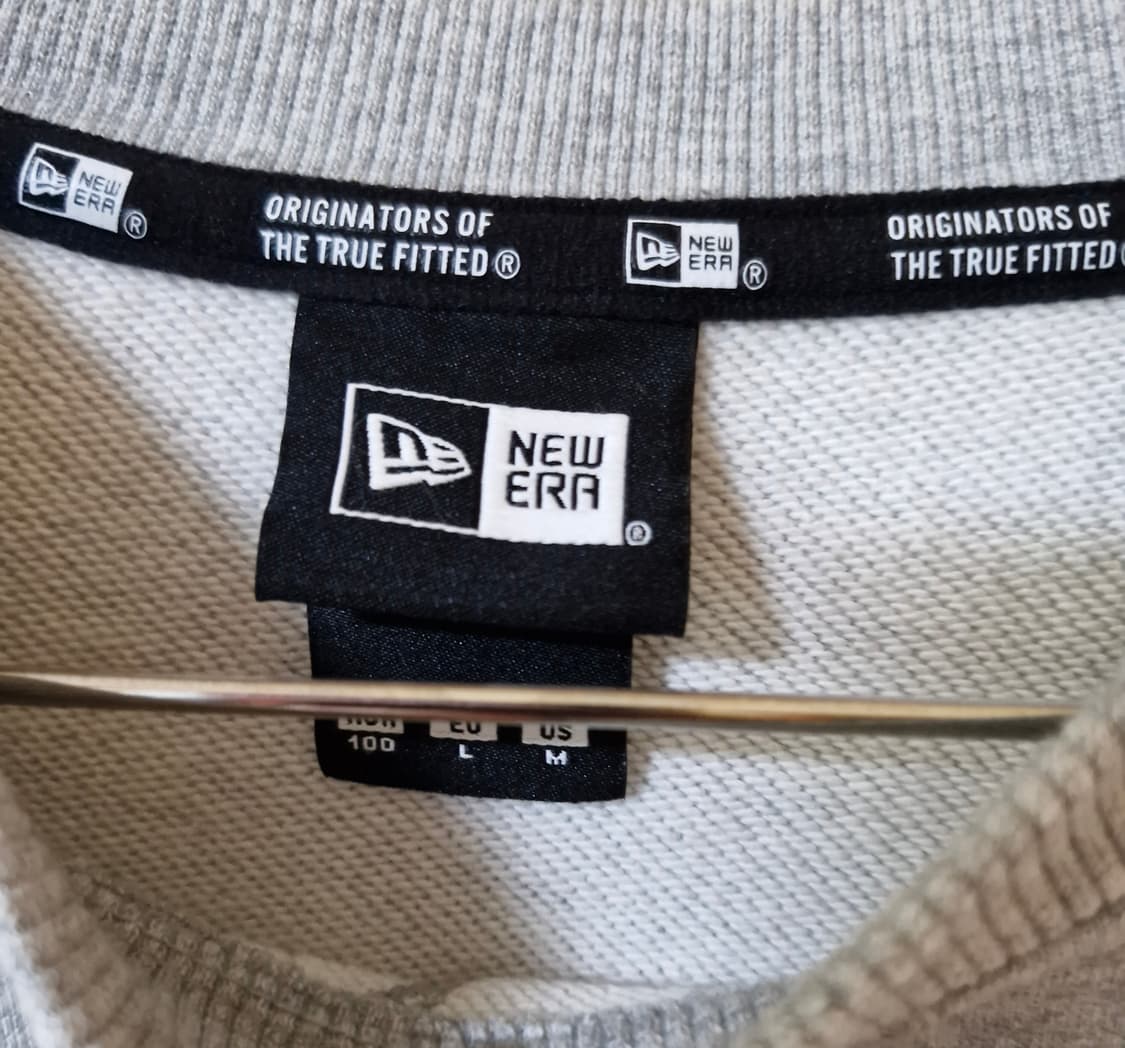 NEW
ERA®
ORIGINATORS OF
THE TRUE FITTED®
NEW
ERA®
ORIGINATORS OF
THE TRUE FITTED
NEW
ERA®
EU US
100 L M